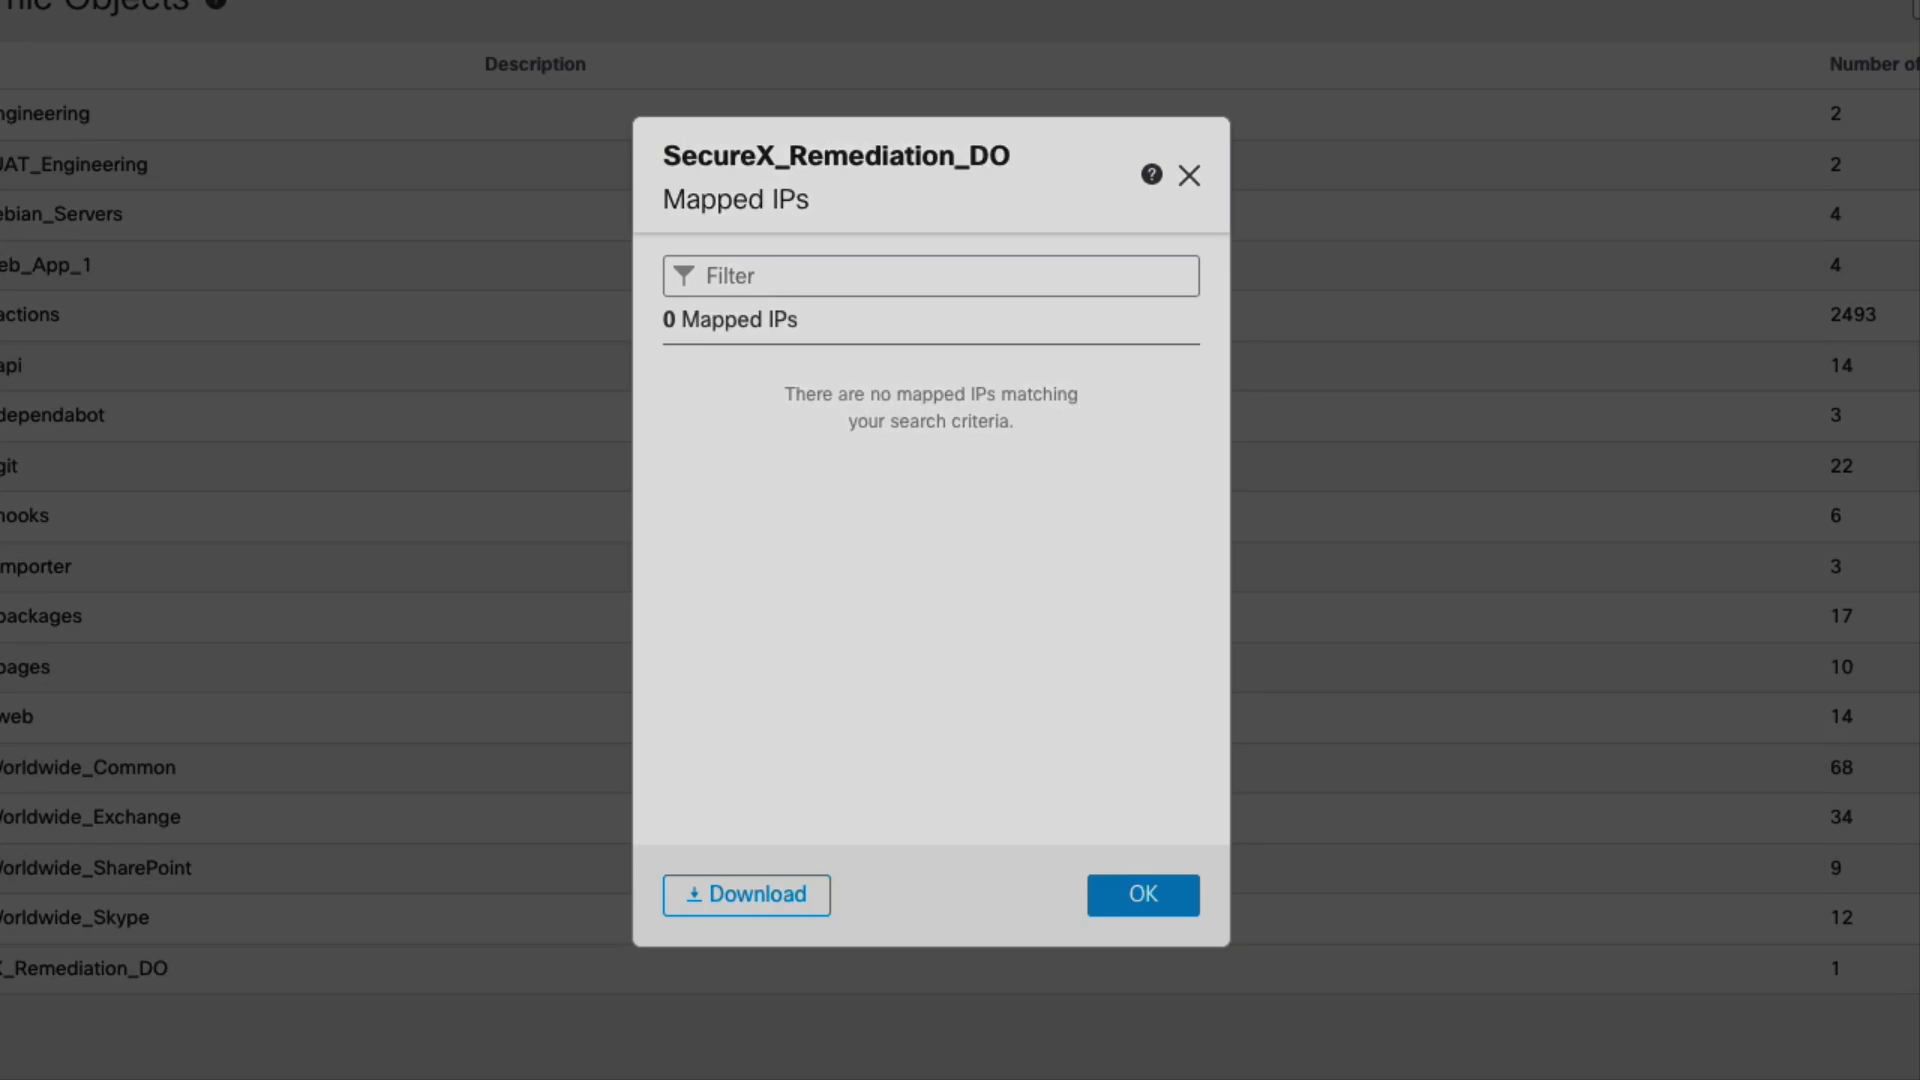 Objects
Description
Number of
ngineering
2
JAT_Engineering
2
ebian_Servers
4
eb_App_1
4
actions
2493
api
14
dependabot
3
git
22
hooks
6
mporter
3
packages
17
pages
10
web
14
orldwide_Common
68
orldwide_Exchange
34
orldwide_SharePoint
9
orldwide_Skype
12
X_Remediation_DO
1
SecureX_Remediation_DO
Mapped IPs
Filter
0 Mapped IPs
There are no mapped IPs matching
your search criteria.
Download
OK